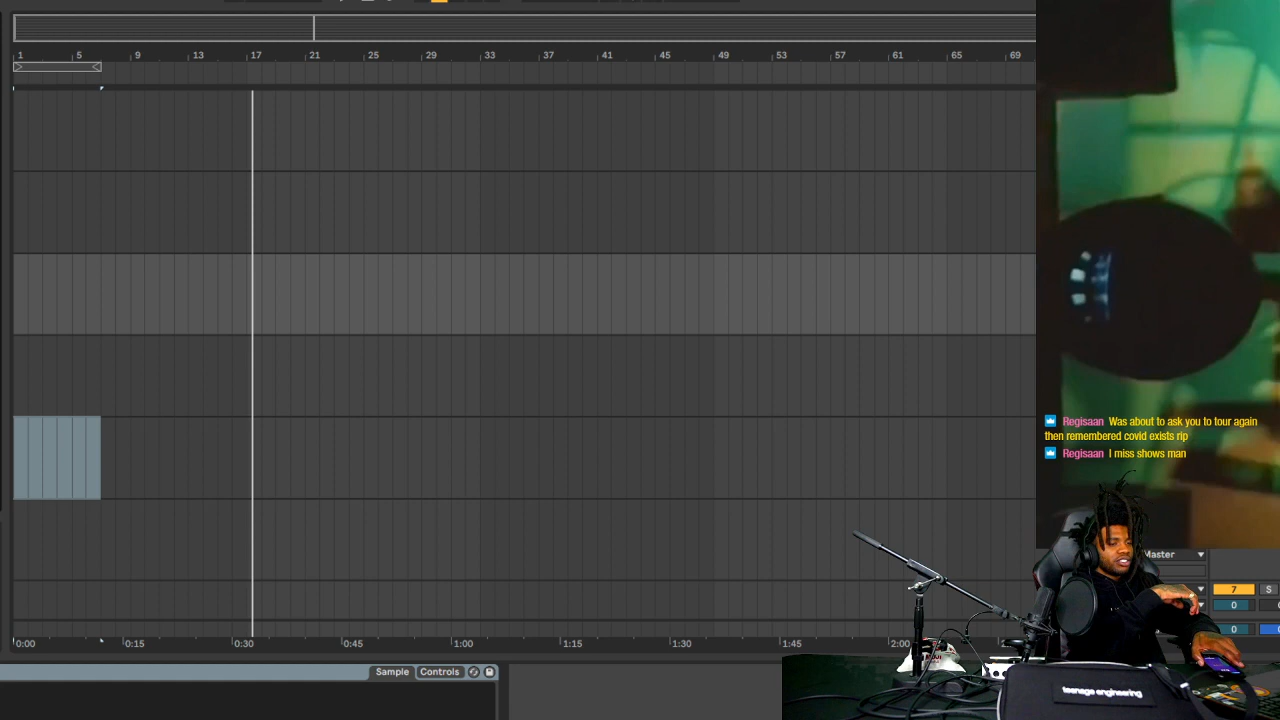 1 5 9 13 17 21 25 29 33 37 41 45 49 53 57 61 65 69
Regisaan Was about to ask you to tour again
then remembered covid exists rip
Regisaan I miss shows man
Master
7 S
0
0
0:00 0:15 0:30 0:45 1:00 1:15 1:30 1:45 2:00
Sample Controls
teenage engineering